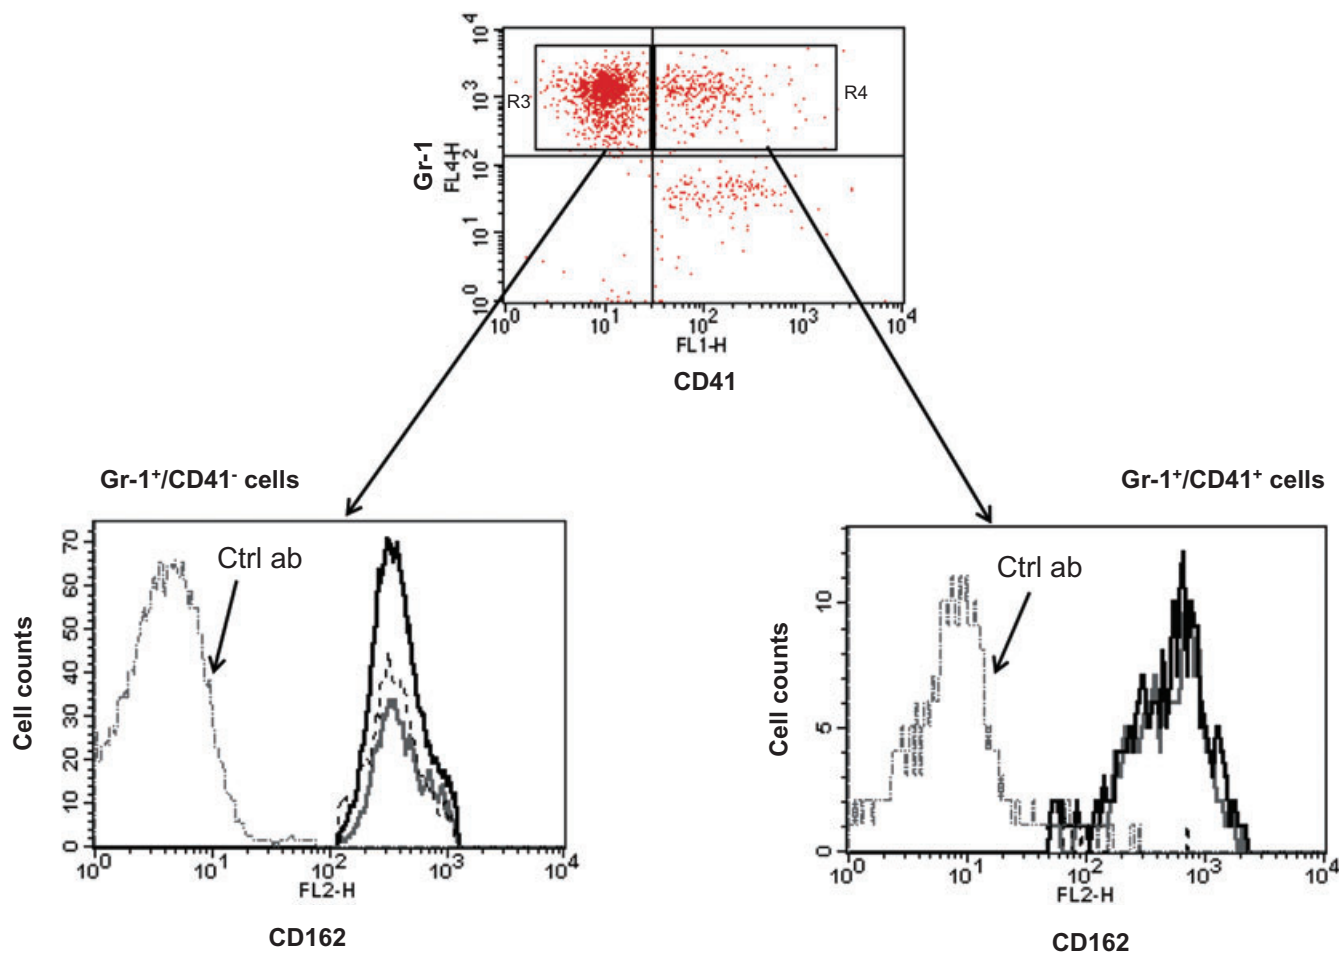 10⁴
10³
10²
10¹
10⁰
Gr-1
FL4-H
R3
R4
10⁰ 10¹ 10² 10³ 10⁴
FL1-H
CD41
Gr-1⁺/CD41⁻ cells
Ctrl ab
Cell counts
70
60
50
40
30
20
10
0
10⁰ 10¹ 10² 10³ 10⁴
FL2-H
CD162
Gr-1⁺/CD41⁺ cells
Ctrl ab
Cell counts
10
5
0
10⁰ 10¹ 10² 10³ 10⁴
FL2-H
CD162